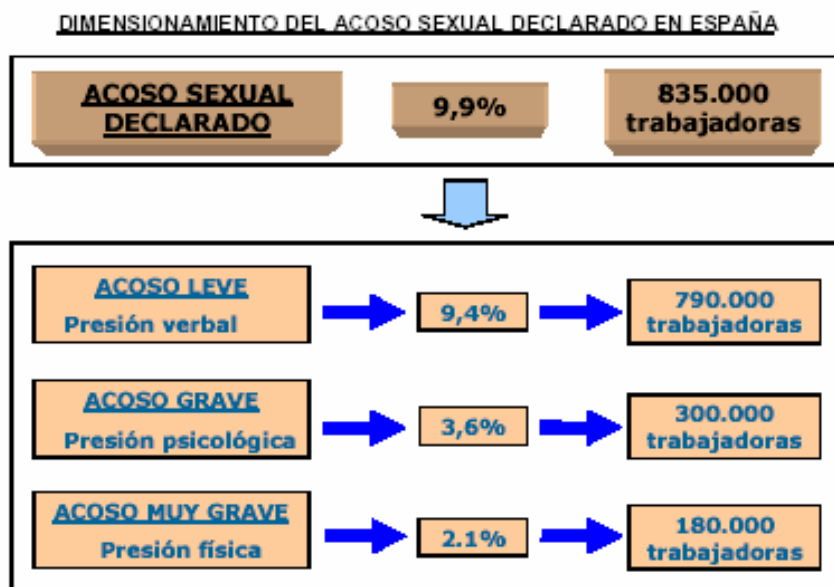 DIMENSIONAMIENTO DEL ACOSO SEXUAL DECLARADO EN ESPAÑA
ACOSO SEXUAL
DECLARADO
9,9%
835.000
trabajadoras
ACOSO LEVE
Presión verbal
9,4%
790.000
trabajadoras
ACOSO GRAVE
Presión psicológica
3,6%
300.000
trabajadoras
ACOSO MUY GRAVE
Presión física
2.1%
180.000
trabajadoras